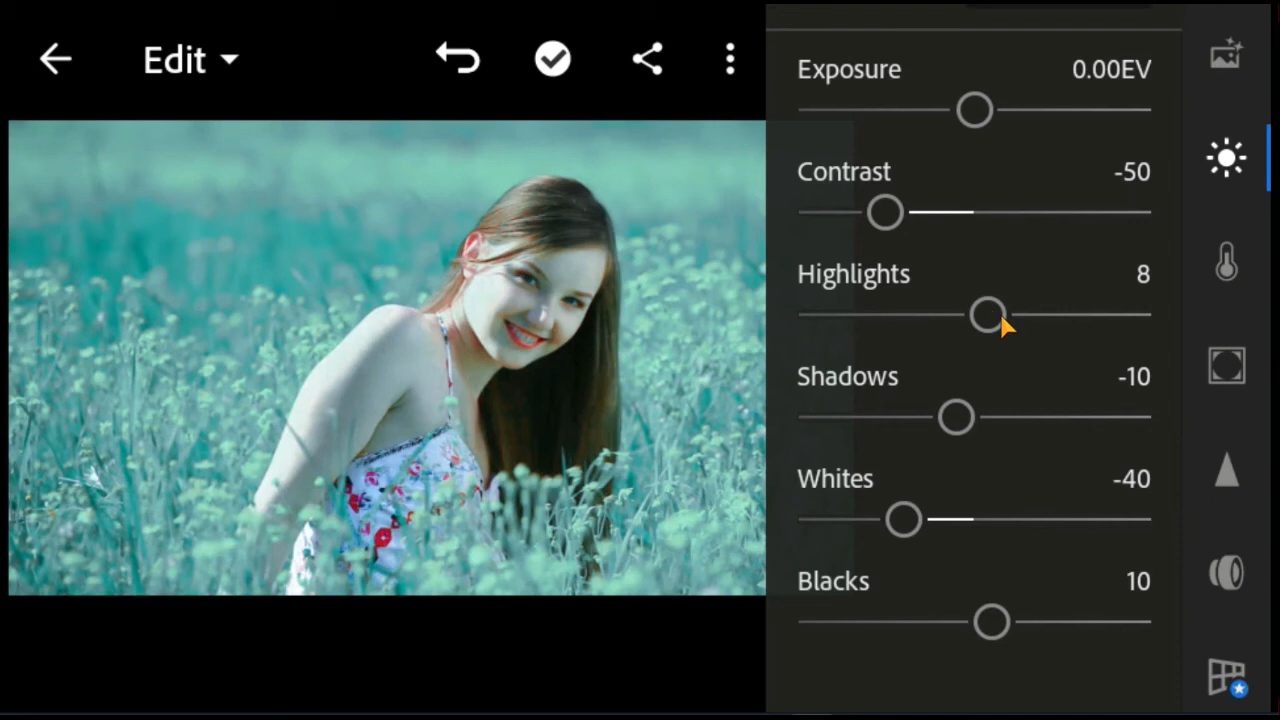 Edit
Exposure 0.00EV
Contrast -50
Highlights 8
Shadows -10
Whites -40
Blacks 10